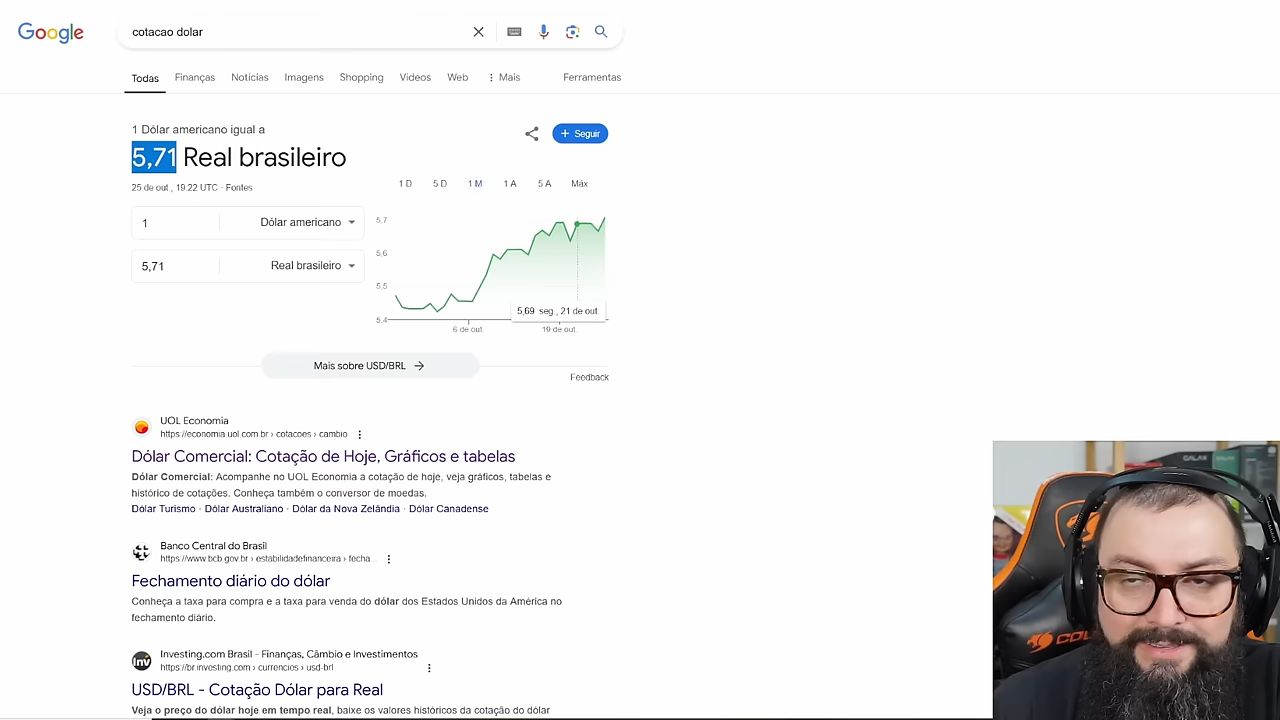 Google
cotacao dolar
Todas
Finanças
Notícias
Imagens
Shopping
Vídeos
Web
Mais
Ferramentas
1 Dólar americano igual a
5,71 Real brasileiro
25 de out., 19:22 UTC · Fontes
Seguir
1 D 5 D 1 M 1 A 5 A Máx
1 Dólar americano
5,71 Real brasileiro
5,7
5,6
5,5
5,4
5,69 seg., 21 de out.
6 de out.
19 de out.
Mais sobre USD/BRL
Feedback
UOL Economia
https://economia.uol.com.br › cotacoes › cambio
Dólar Comercial: Cotação de Hoje, Gráficos e tabelas
Dólar Comercial: Acompanhe no UOL Economia a cotação de hoje, veja gráficos, tabelas e
histórico de cotações. Conheça também o conversor de moedas.
Dólar Turismo · Dólar Australiano · Dólar da Nova Zelândia · Dólar Canadense
Banco Central do Brasil
https://www.bcb.gov.br › estabilidadefinanceira › fecha...
Fechamento diário do dólar
Conheça a taxa para compra e a taxa para venda do dólar dos Estados Unidos da América no
fechamento diário.
Inv
Investing.com Brasil - Finanças, Câmbio e Investimentos
https://br.investing.com › currencies › usd-brl
USD/BRL - Cotação Dólar para Real
Veja o preço do dólar hoje em tempo real, baixe os valores históricos da cotação do dólar